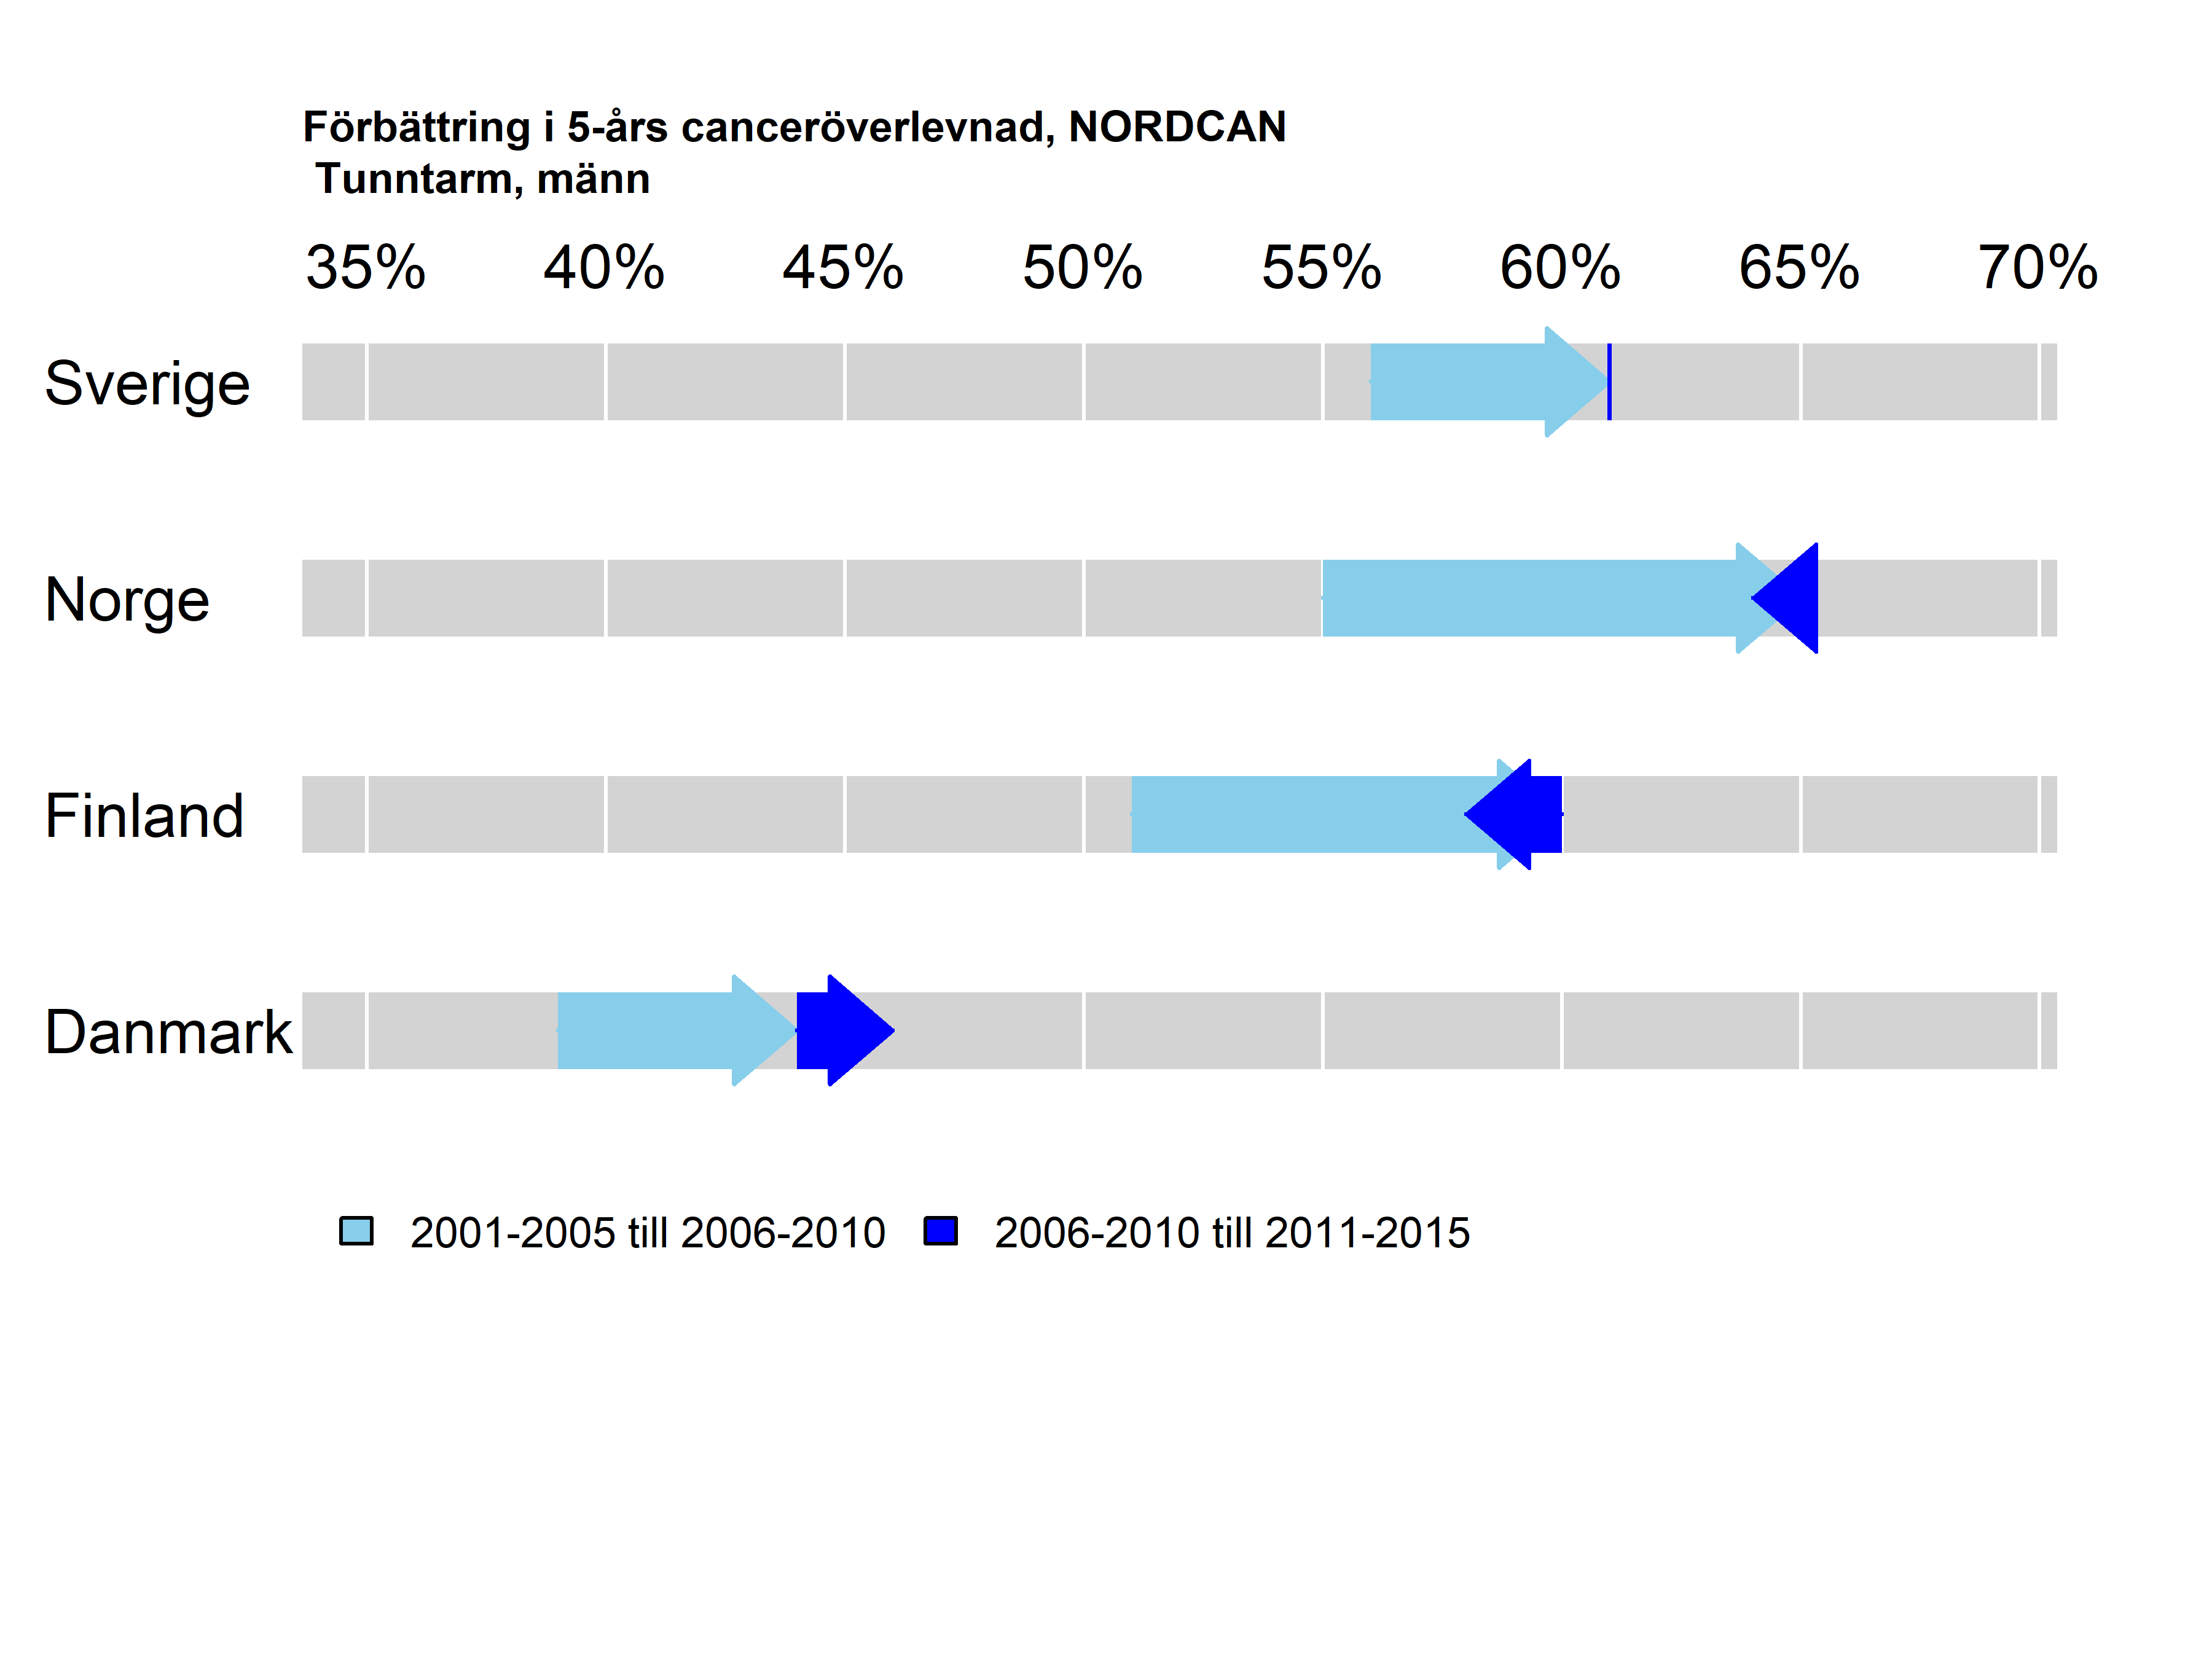 Förbättring i 5-års canceröverlevnad, NORDCAN
Tunntarm, männ
35% 40% 45% 50% 55% 60% 65% 70%
Sverige
Norge
Finland
Danmark
2001-2005 till 2006-2010 2006-2010 till 2011-2015